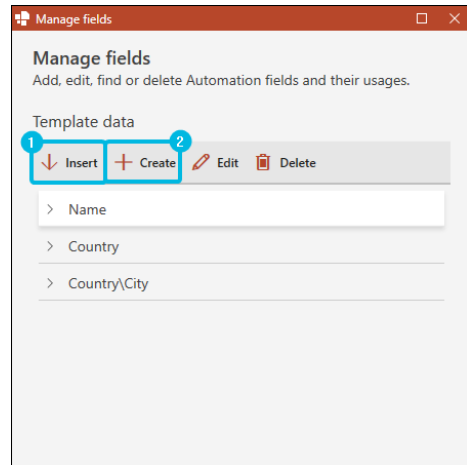 Manage fields
Manage fields
Add, edit, find or delete Automation fields and their usages.
Template data
1 2
Insert Create Edit Delete
Name
Country
Country\City